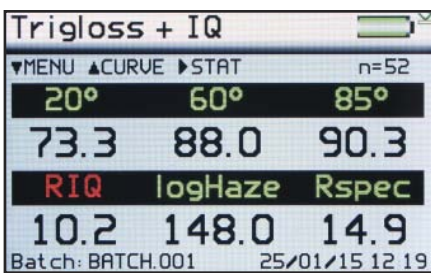 Trigloss + IQ
▼MENU ▲CURVE ▶STAT n=52
20° 60° 85°
73.3 88.0 90.3
RIQ logHaze Rspec
10.2 148.0 14.9
Batch: BATCH.001 25/01/15 12 19